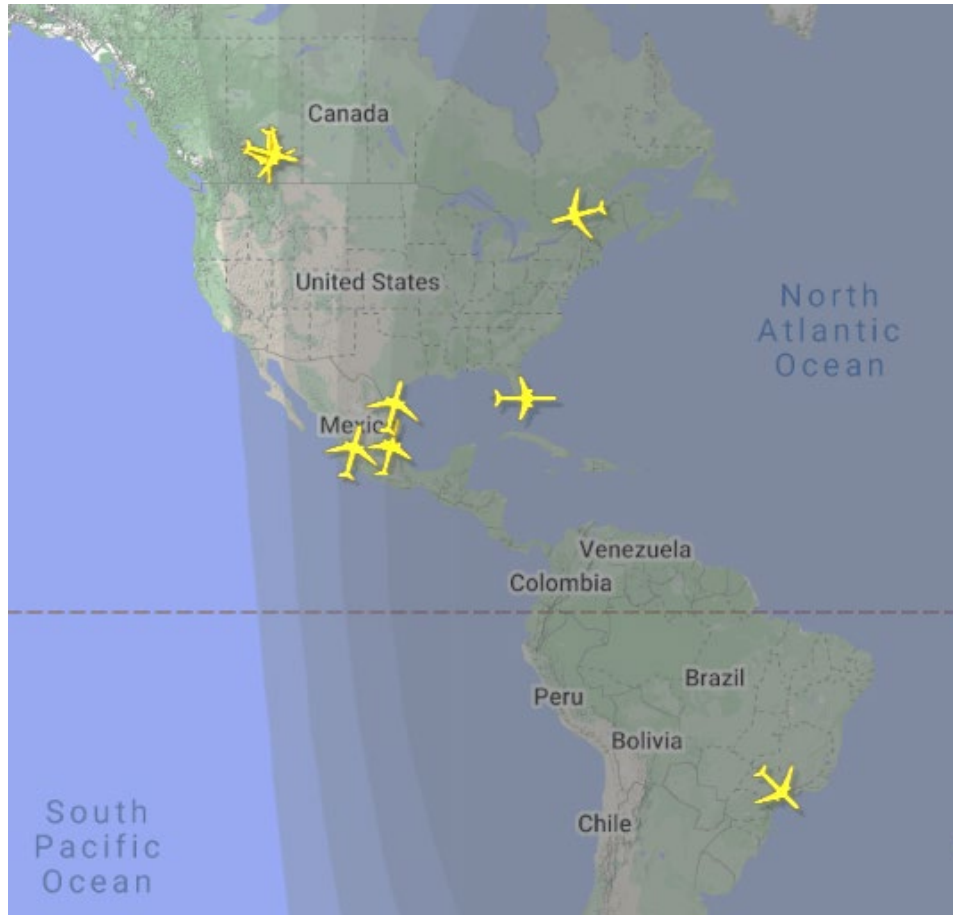 Canada
United States
North
Atlantic
Ocean
Mexico
Venezuela
Colombia
Brazil
Peru
Bolivia
South
Pacific
Ocean
Chile